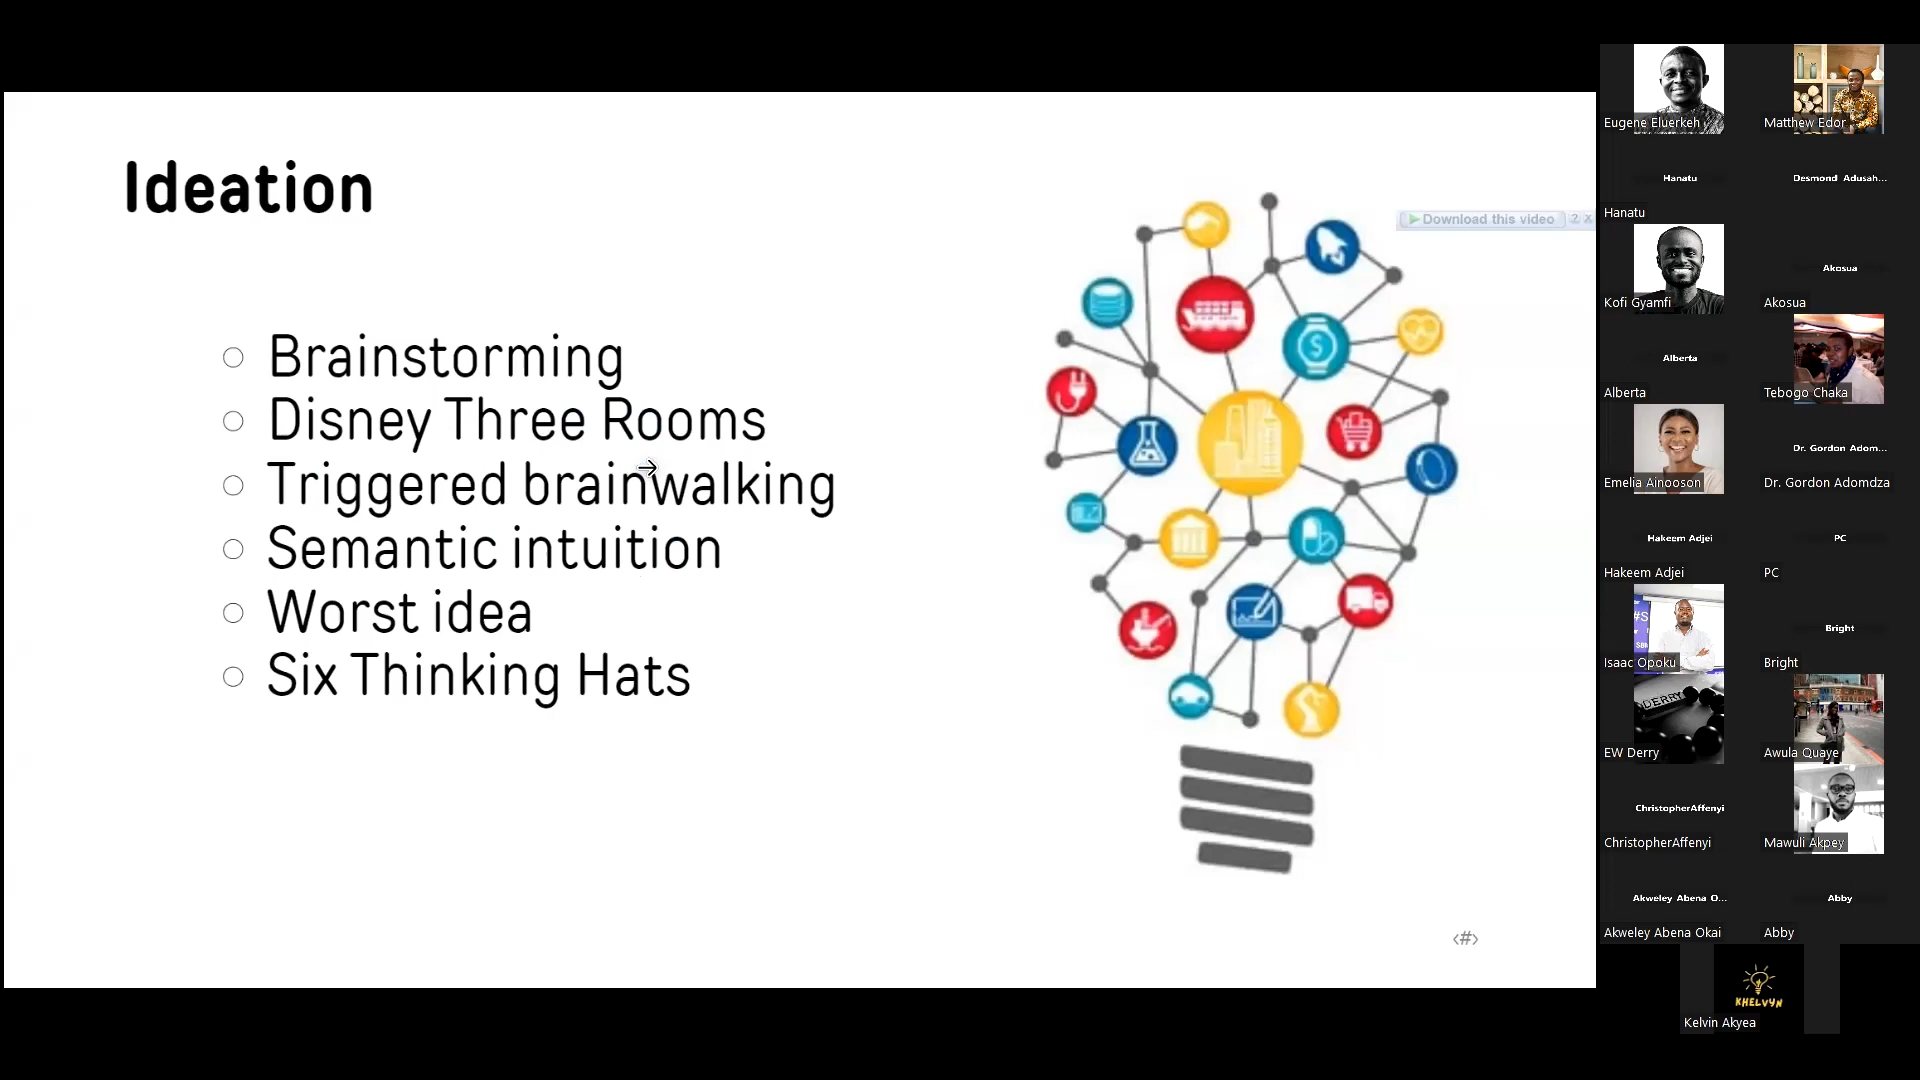 Ideation
Brainstorming
Disney Three Rooms
Triggered brainwalking
Semantic intuition
Worst idea
Six Thinking Hats
Download this video
? x
‹#›
Eugene Eluerkeh
Matthew Edor
Hanatu
Desmond Adusah...
Hanatu
Kofi Gyamfi
Akosua
Akosua
Alberta
Alberta
Tebogo Chaka
Emelia Ainooson
Dr. Gordon Adom...
Dr. Gordon Adomdza
Hakeem Adjei
PC
Hakeem Adjei
PC
#S
Isaac Opoku
Bright
Bright
DERRY
EW Derry
Awula Quaye
ChristopherAffenyi
ChristopherAffenyi
Mawuli Akpey
Akweley Abena O...
Abby
Akweley Abena Okai
Abby
KHELVYN
Kelvin Akyea